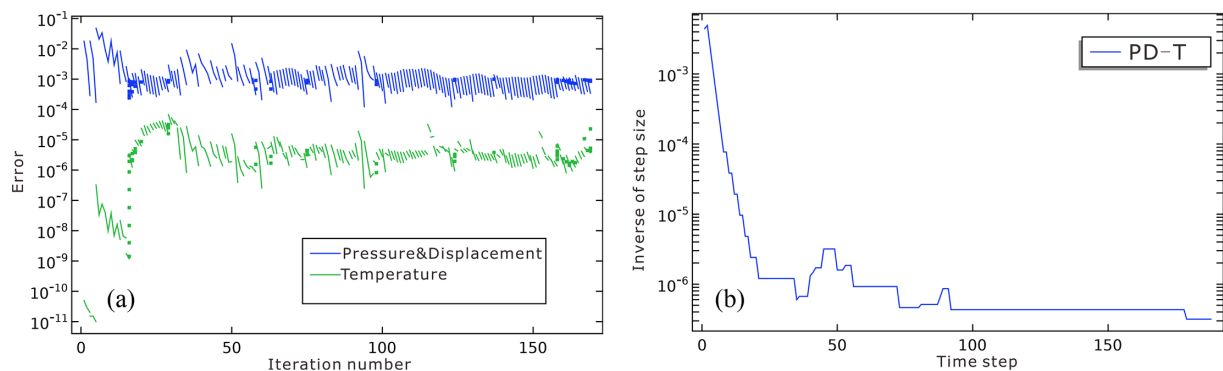 10⁻¹
10⁻²
10⁻³
10⁻⁴
10⁻⁵
10⁻⁶
10⁻⁷
10⁻⁸
10⁻⁹
10⁻¹⁰
10⁻¹¹
Error
0 50 100 150
Iteration number
Pressure&Displacement
Temperature
(a)
10⁻³
10⁻⁴
10⁻⁵
10⁻⁶
Inverse of step size
0 50 100 150
Time step
PD-T
(b)